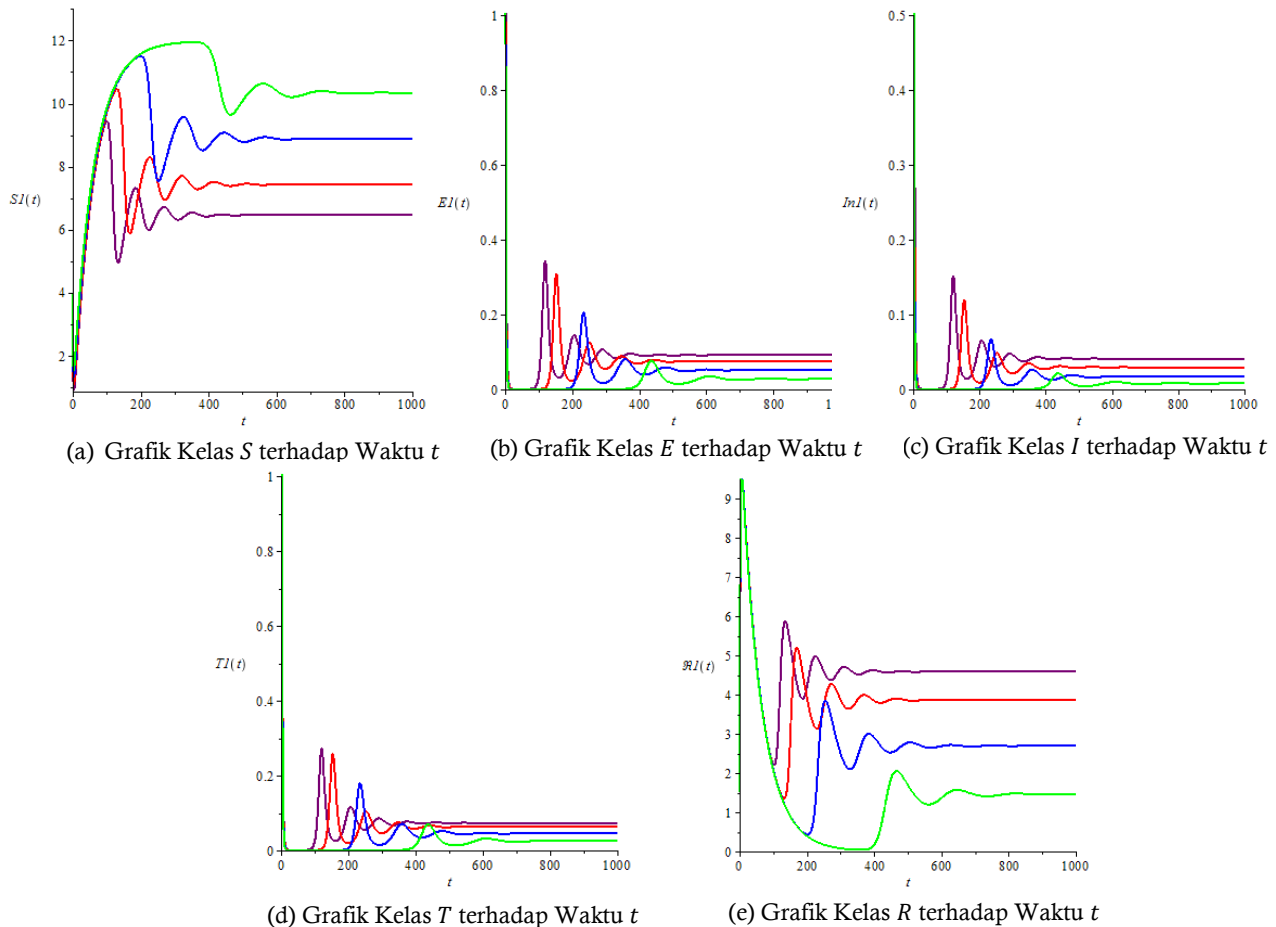 12
10
S1(t)
8
6
4
2
0 200 400 600 800 1000
t
(a) Grafik Kelas S terhadap Waktu t
1
0.8
0.6
E1(t)
0.4
0.2
0
0 200 400 600 800 1
t
(b) Grafik Kelas E terhadap Waktu t
0.5
0.4
0.3
In1(t)
0.2
0.1
0
0 200 400 600 800 1000
t
(c) Grafik Kelas I terhadap Waktu t
1
0.8
0.6
T1(t)
0.4
0.2
0
0 200 400 600 800 1000
t
(d) Grafik Kelas T terhadap Waktu t
9
8
7
6
5
ℜ1(t)
4
3
2
1
0
0 200 400 600 800 1000
t
(e) Grafik Kelas R terhadap Waktu t